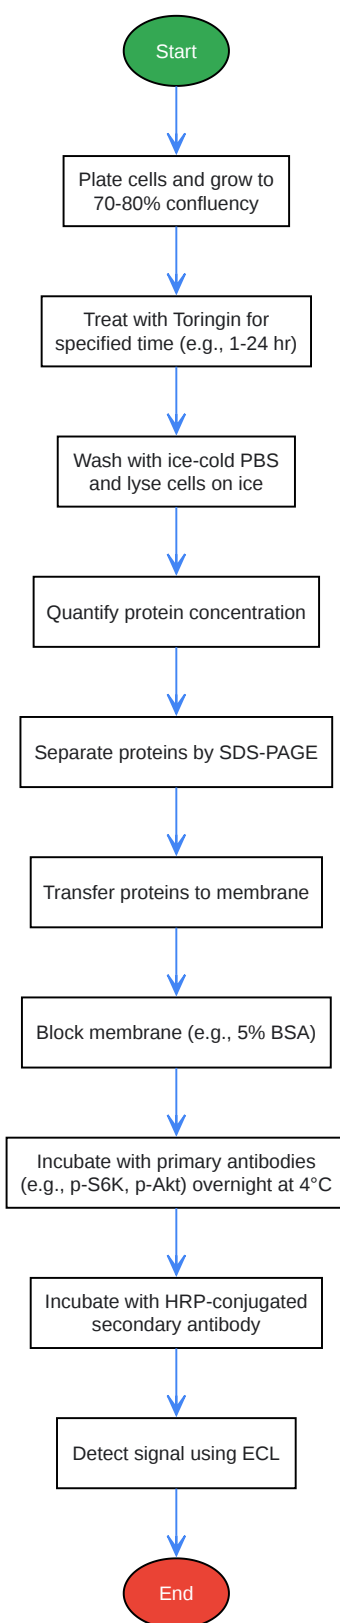 Start
Plate cells and grow to
70-80% confluency
Treat with Toringin for
specified time (e.g., 1-24 hr)
Wash with ice-cold PBS
and lyse cells on ice
Quantify protein concentration
Separate proteins by SDS-PAGE
Transfer proteins to membrane
Block membrane (e.g., 5% BSA)
Incubate with primary antibodies
(e.g., p-S6K, p-Akt) overnight at 4°C
Incubate with HRP-conjugated
secondary antibody
Detect signal using ECL
End